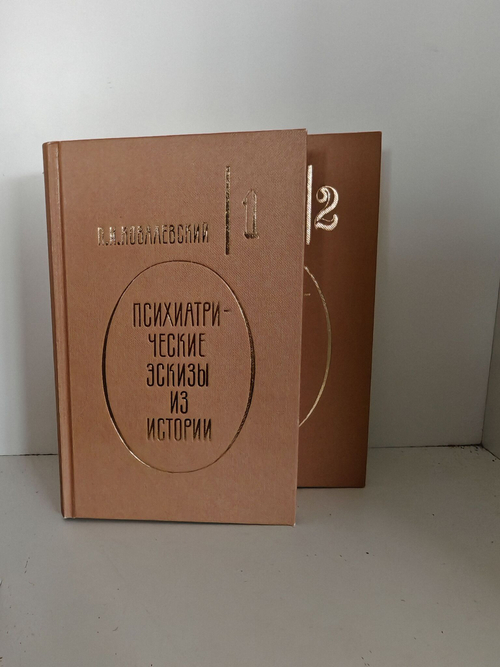 П.И.КОВАЛЕВСКИЙ
1
2
ПСИХИАТРИ-
ЧЕСКИЕ
ЭСКИЗЫ
ИЗ
ИСТОРИИ